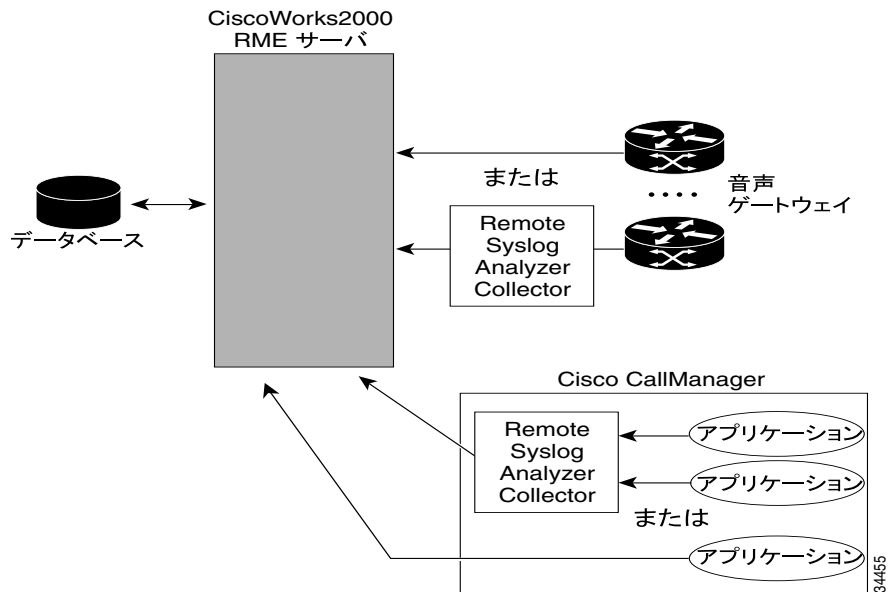 CiscoWorks2000
RME サーバ
データベース
または
音声
ゲートウェイ
Remote
Syslog
Analyzer
Collector
Cisco CallManager
Remote
Syslog
Analyzer
Collector
アプリケーション
アプリケーション
または
アプリケーション
34455